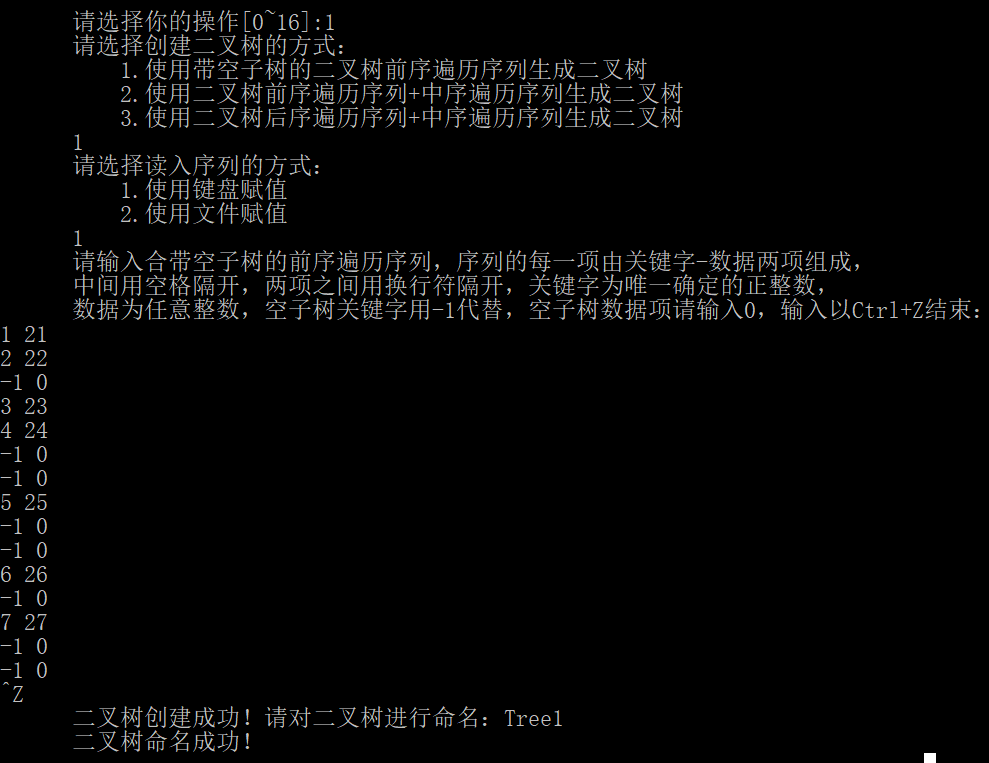 请选择你的操作[0~16]:1
请选择创建二叉树的方式：
1.使用带空子树的二叉树前序遍历序列生成二叉树
2.使用二叉树前序遍历序列+中序遍历序列生成二叉树
3.使用二叉树后序遍历序列+中序遍历序列生成二叉树
1
请选择读入序列的方式：
1.使用键盘赋值
2.使用文件赋值
1
请输入合带空子树的前序遍历序列，序列的每一项由关键字-数据两项组成，
中间用空格隔开，两项之间用换行符隔开，关键字为唯一确定的正整数，
数据为任意整数，空子树关键字用-1代替，空子树数据项请输入0，输入以Ctrl+Z结束：
1 21
2 22
-1 0
3 23
4 24
-1 0
-1 0
5 25
-1 0
-1 0
6 26
-1 0
7 27
-1 0
-1 0
^Z
二叉树创建成功！请对二叉树进行命名：Tree1
二叉树命名成功！